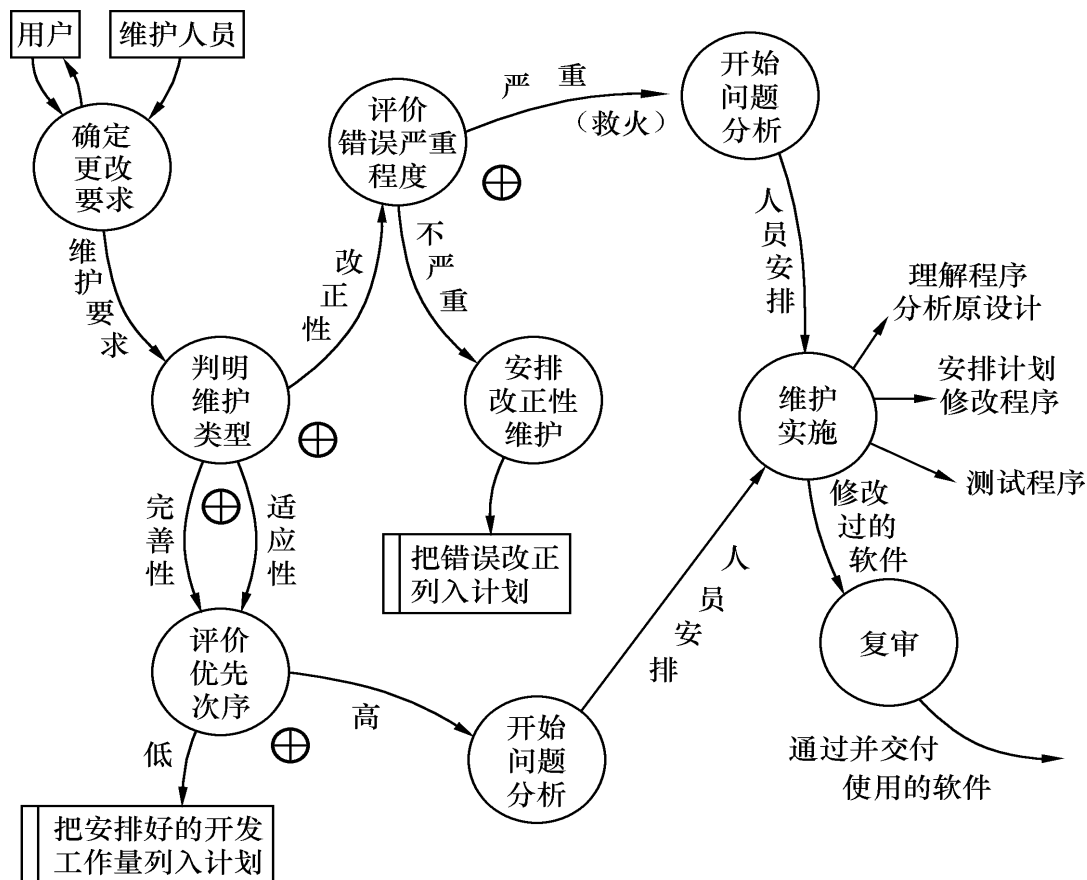 用户
维护人员
确定
更改
要求
维护要求
判明
维护
类型
改正性
评价
错误严重
程度
严重
（救火）
开始
问题
分析
人员安排
不严重
安排
改正性
维护
把错误改正
列入计划
完善性
适应性
评价
优先
次序
低
把安排好的开发
工作量列入计划
高
开始
问题
分析
人员安排
维护
实施
理解程序
分析原设计
安排计划
修改程序
测试程序
修改
过的
软件
复审
通过并交付
使用的软件